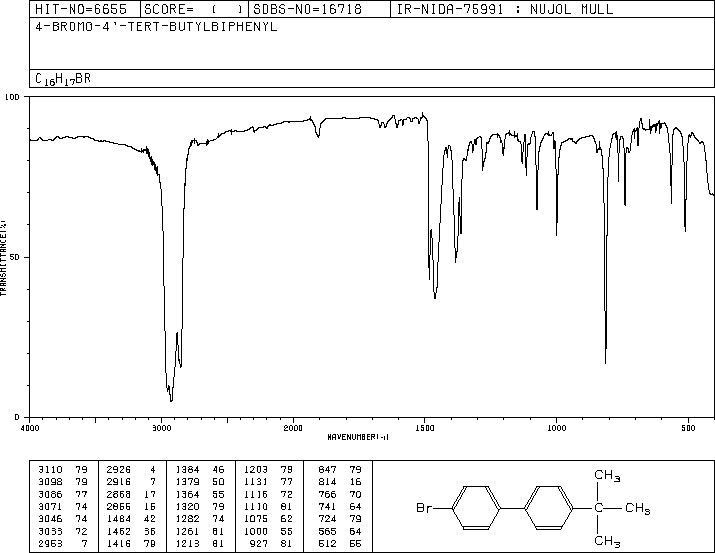 HIT-NO=6655 SCORE= ( ) SDBS-NO=16718 IR-NIDA-75991 : NUJOL MULL
4-BROMO-4'-TERT-BUTYLBIPHENYL
C16H17BR
100
50
0
TRANSMITTANCE(%)
4000 3000 2000 1500 1000 500
WAVENUMBER(-1)
3110 79 2926 4 1384 46 1203 79 847 79
3098 79 2916 7 1379 50 1131 77 814 16
3086 77 2868 17 1364 55 1116 72 766 70
3071 74 2855 15 1320 79 1110 81 741 64
3046 74 1484 42 1282 74 1075 62 724 79
3033 72 1462 36 1261 81 1000 55 565 64
2963 7 1416 79 1213 81 927 81 512 55
CH3
Br CH3
CH3